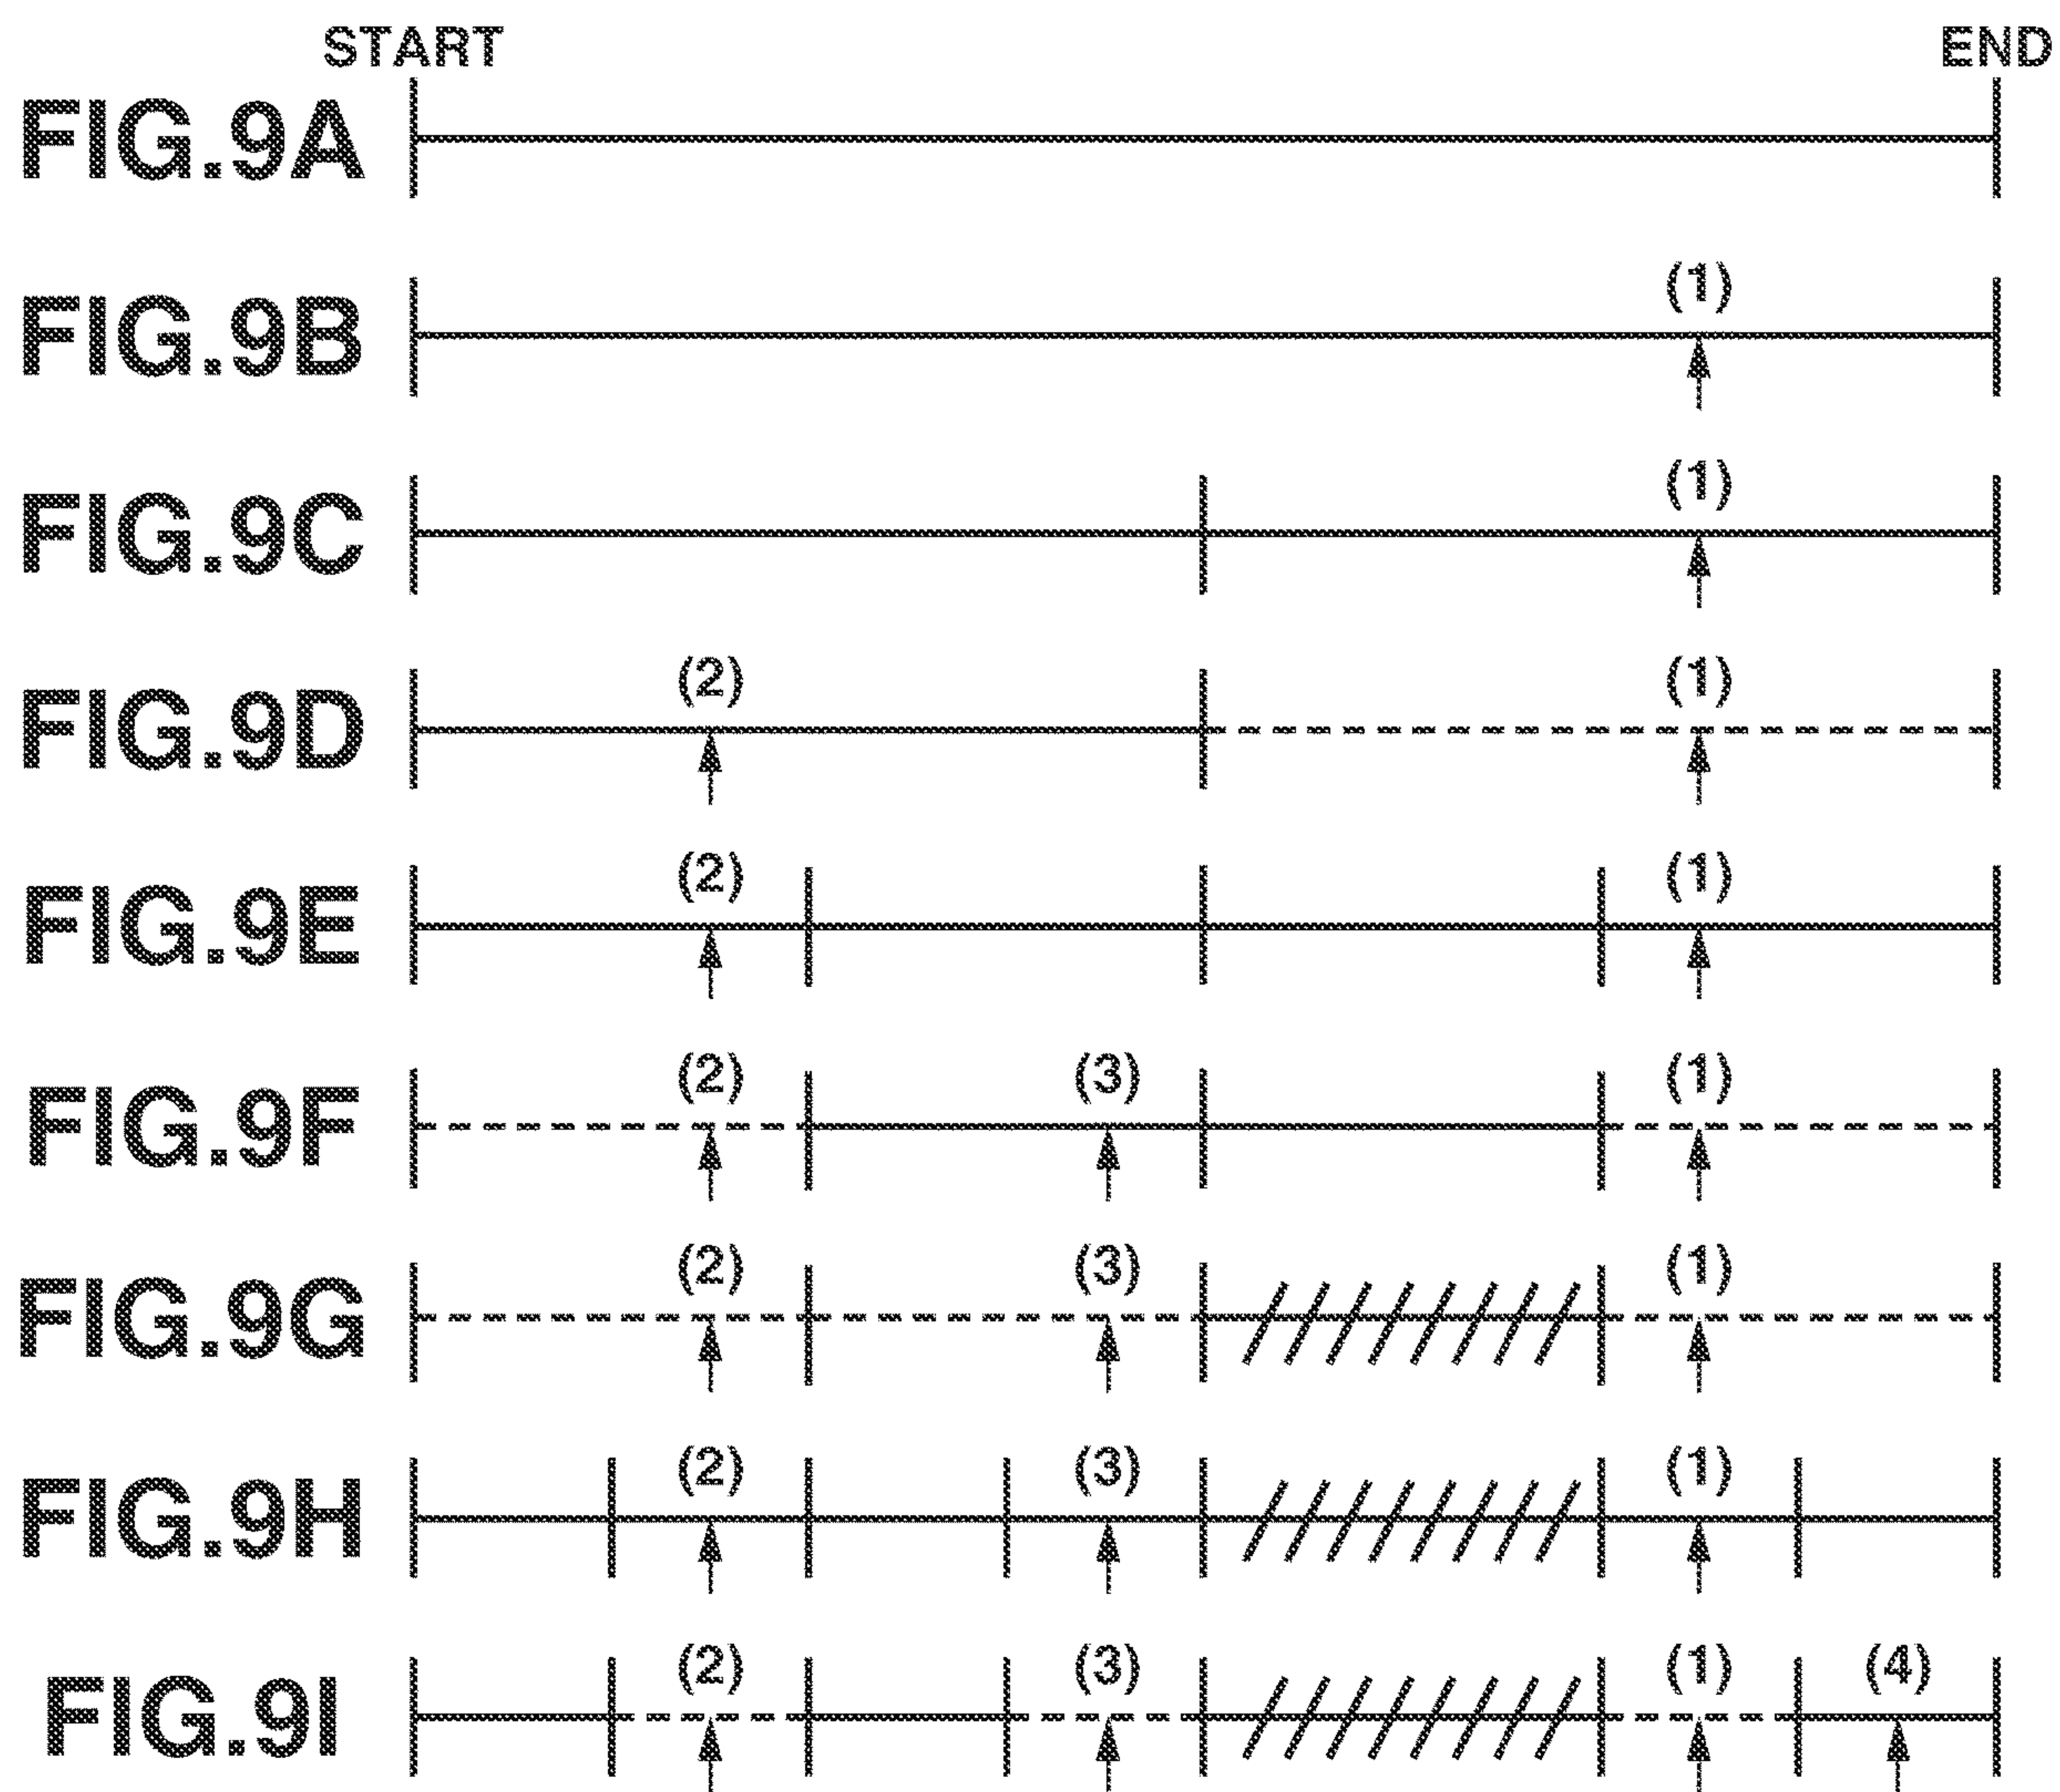 START END
FIG.9A
(1)
FIG.9B
(1)
FIG.9C
(2) (1)
FIG.9D
(2) (1)
FIG.9E
(2) (3) (1)
FIG.9F
(2) (3) (1)
FIG.9G
(2) (3) (1)
FIG.9H
(2) (3) (1) (4)
FIG.9I